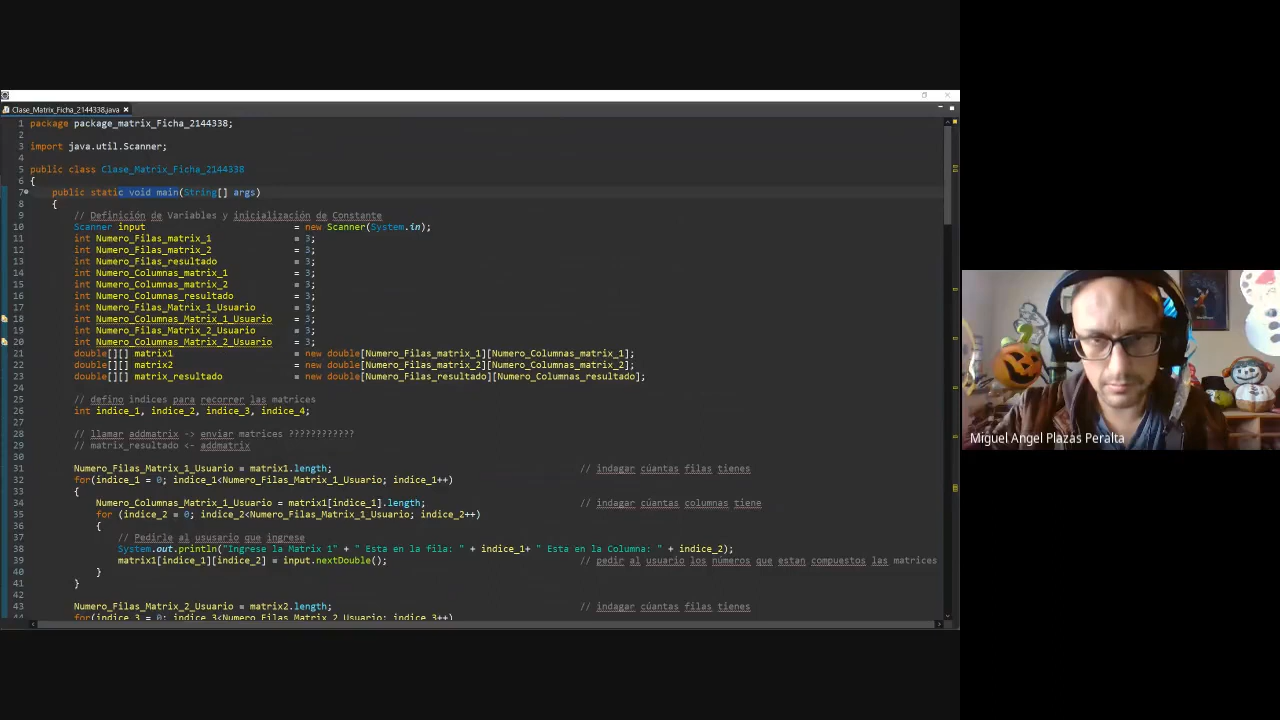 Clase_Matrix_Ficha_2144338.java
1 package package_matrix_Ficha_2144338;
2
3 import java.util.Scanner;
4
5 public class Clase_Matrix_Ficha_2144338
6 {
7 public static void main(String[] args)
8 {
9 // Definición de Variables y inicialización de Constante
10 Scanner input = new Scanner(System.in);
11 int Numero_Filas_matrix_1 = 3;
12 int Numero_Filas_matrix_2 = 3;
13 int Numero_Filas_resultado = 3;
14 int Numero_Columnas_matrix_1 = 3;
15 int Numero_Columnas_matrix_2 = 3;
16 int Numero_Columnas_resultado = 3;
17 int Numero_Filas_Matrix_1_Usuario = 3;
18 int Numero_Columnas_Matrix_1_Usuario = 3;
19 int Numero_Filas_Matrix_2_Usuario = 3;
20 int Numero_Columnas_Matrix_2_Usuario = 3;
21 double[][] matrix1 = new double[Numero_Filas_matrix_1][Numero_Columnas_matrix_1];
22 double[][] matrix2 = new double[Numero_Filas_matrix_2][Numero_Columnas_matrix_2];
23 double[][] matrix_resultado = new double[Numero_Filas_resultado][Numero_Columnas_resultado];
24
25 // defino indices para recorrer las matrices
26 int indice_1, indice_2, indice_3, indice_4;
27
28 // llamar addmatrix -> enviar matrices ????????????
29 // matrix_resultado <- addmatrix
30
31 Numero_Filas_Matrix_1_Usuario = matrix1.length; // indagar cúantas filas tienes
32 for(indice_1 = 0; indice_1<Numero_Filas_Matrix_1_Usuario; indice_1++)
33 {
34 Numero_Columnas_Matrix_1_Usuario = matrix1[indice_1].length; // indagar cúantas columnas tiene
35 for (indice_2 = 0; indice_2<Numero_Filas_Matrix_1_Usuario; indice_2++)
36 {
37 // Pedirle al ususario que ingrese
38 System.out.println("Ingrese la Matrix 1" + " Esta en la fila: " + indice_1+ " Esta en la Columna: " + indice_2);
39 matrix1[indice_1][indice_2] = input.nextDouble(); // pedir al usuario los números que estan compuestos las matrices
40 }
41 }
42
43 Numero_Filas_Matrix_2_Usuario = matrix2.length; // indagar cúantas filas tienes
44 for(indice_3 = 0; indice_3<Numero_Filas_Matrix_2_Usuario; indice_3++)
Miguel Angel Plazas Peralta